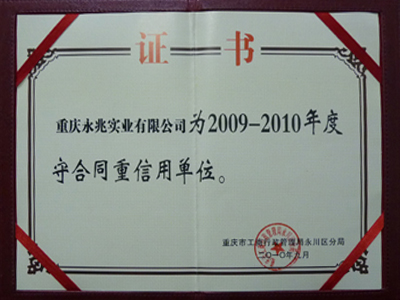 证书
重庆永兆实业有限公司为2009-2010年度
守合同重信用单位。
重庆市工商行政管理局永川区分局
二〇一〇年九月